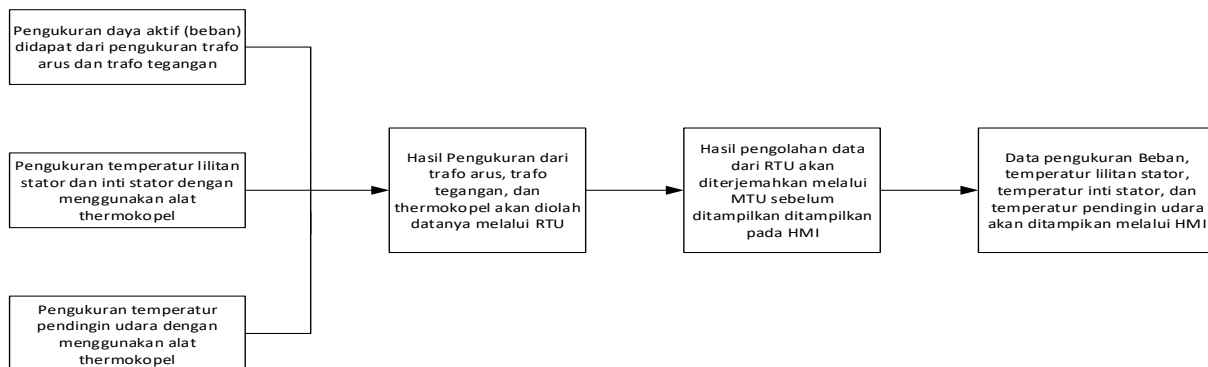 Pengukuran daya aktif (beban)
didapat dari pengukuran trafo
arus dan trafo tegangan
Pengukuran temperatur lilitan
stator dan inti stator dengan
menggunakan alat
thermokopel
Pengukuran temperatur
pendingin udara dengan
menggunakan alat
thermokopel
Hasil Pengukuran dari
trafo arus, trafo
tegangan, dan
thermokopel akan diolah
datanya melalui RTU
Hasil pengolahan data
dari RTU akan
diterjemahkan melalui
MTU sebelum
ditampilkan ditampilkan
pada HMI
Data pengukuran Beban,
temperatur lilitan stator,
temperatur inti stator, dan
temperatur pendingin udara
akan ditampikan melalui HMI